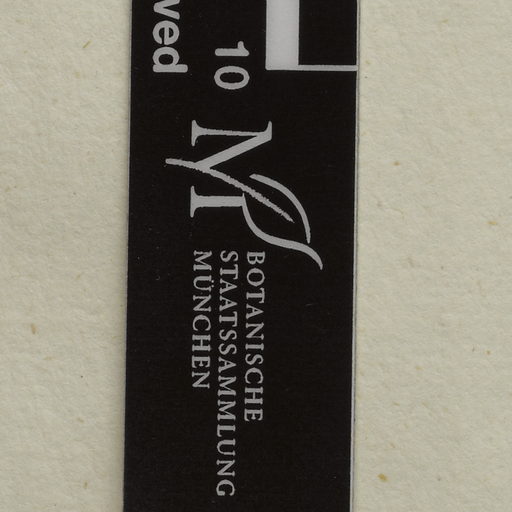 10
BOTANISCHE
STAATSSAMMLUNG
MÜNCHEN
ved